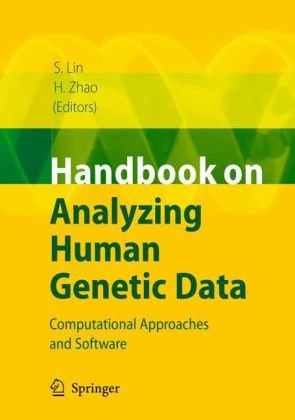 S. Lin
H. Zhao
(Editors)
Handbook on
Analyzing
Human
Genetic Data
Computational Approaches
and Software
Springer